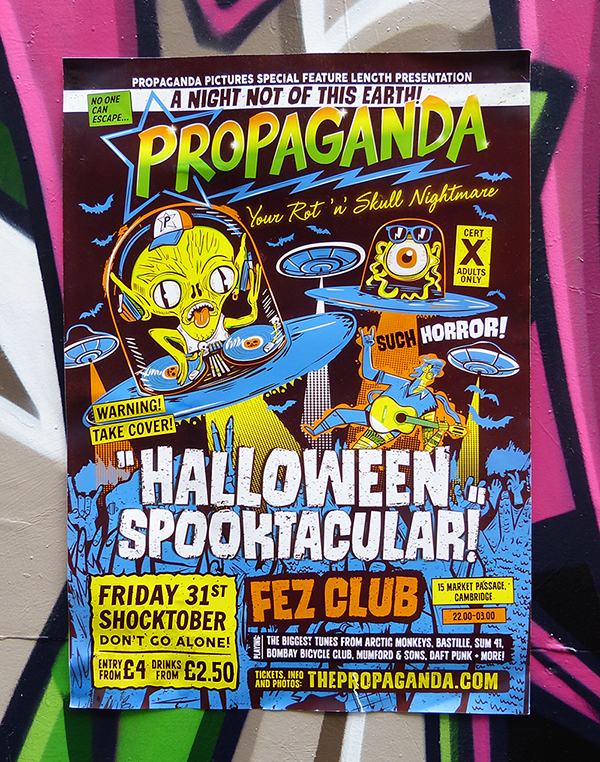 PROPAGANDA PICTURES SPECIAL FEATURE LENGTH PRESENTATION
A NIGHT NOT OF THIS EARTH!
NO ONE
CAN
ESCAPE...
PROPAGANDA
Your Rot 'n' Skull Nightmare
P
CERT
X
ADULTS
ONLY
SUCH HORROR!
WARNING!
TAKE COVER!
"HALLOWEEN
SPOOKTACULAR!"
FRIDAY 31ST
SHOCKTOBER
DON'T GO ALONE!
ENTRY FROM £4 DRINKS FROM £2.50
FEZ CLUB
15 MARKET PASSAGE,
CAMBRIDGE
22.00-03.00
PLAYING: THE BIGGEST TUNES FROM ARCTIC MONKEYS, BASTILLE, SUM 41,
BOMBAY BICYCLE CLUB, MUMFORD & SONS, DAFT PUNK + MORE!
TICKETS, INFO
AND PHOTOS: THEPROPAGANDA.COM